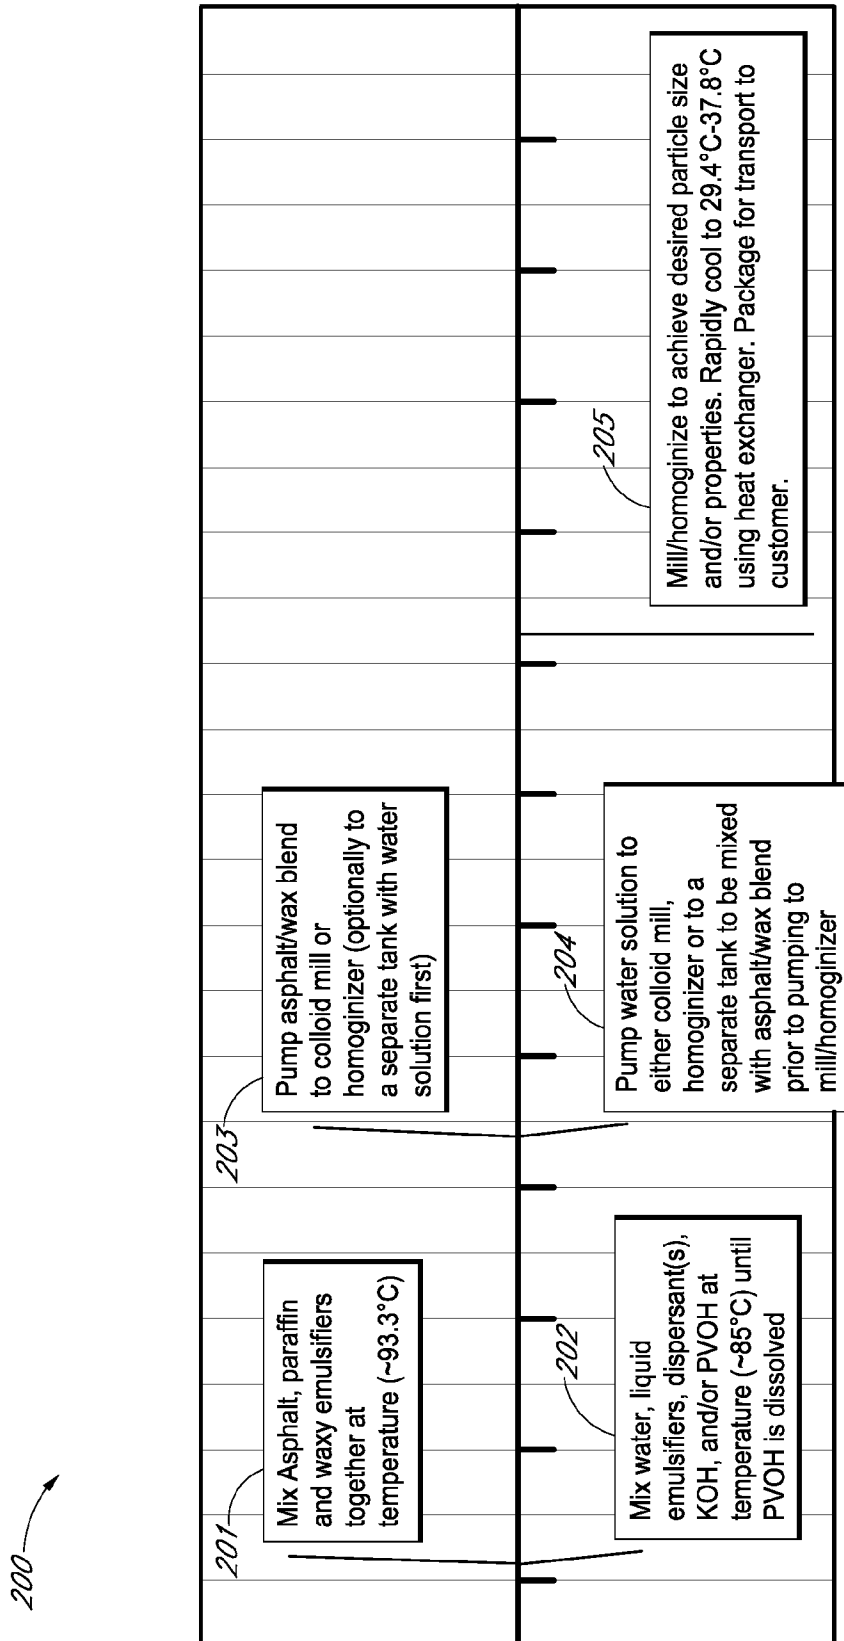 200
201
Mix Asphalt, paraffin
and waxy emulsifiers
together at
temperature (~93.3°C)
202
Mix water, liquid
emulsifiers, dispersant(s),
KOH, and/or PVOH at
temperature (~85°C) until
PVOH is dissolved
203
Pump asphalt/wax blend
to colloid mill or
homoginizer (optionally to
a separate tank with water
solution first)
204
Pump water solution to
either colloid mill,
homoginizer or to a
separate tank to be mixed
with asphalt/wax blend
prior to pumping to
mill/homoginizer
205
Mill/homoginize to achieve desired particle size
and/or properties. Rapidly cool to 29.4°C-37.8°C
using heat exchanger. Package for transport to
customer.